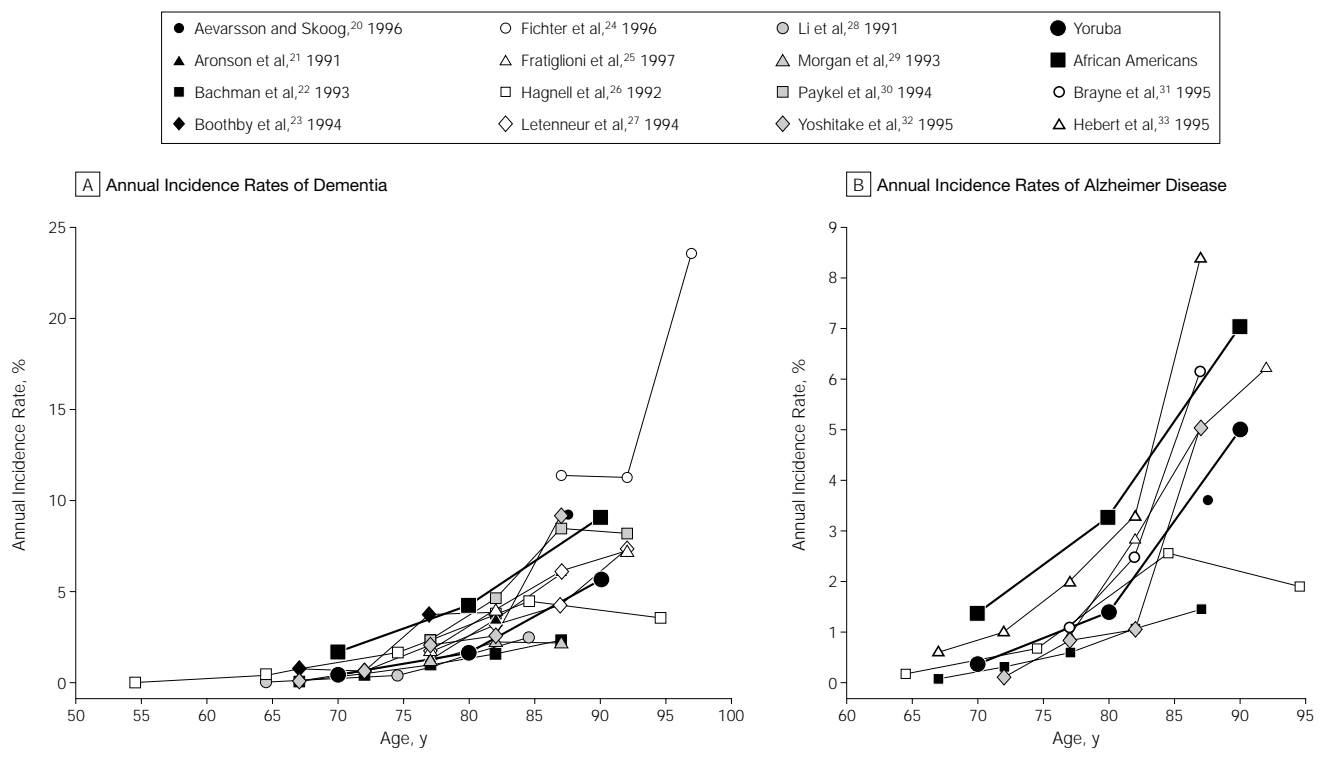 Aevarsson and Skoog,20 1996
Fichter et al,24 1996
Li et al,28 1991
Yoruba
Aronson et al,21 1991
Fratiglioni et al,25 1997
Morgan et al,29 1993
African Americans
Bachman et al,22 1993
Hagnell et al,26 1992
Paykel et al,30 1994
Brayne et al,31 1995
Boothby et al,23 1994
Letenneur et al,27 1994
Yoshitake et al,32 1995
Hebert et al,33 1995
A Annual Incidence Rates of Dementia
25
20
15
10
5
0
Annual Incidence Rate, %
50 55 60 65 70 75 80 85 90 95 100
Age, y
B Annual Incidence Rates of Alzheimer Disease
9
8
7
6
5
4
3
2
1
0
Annual Incidence Rate, %
60 65 70 75 80 85 90 95
Age, y